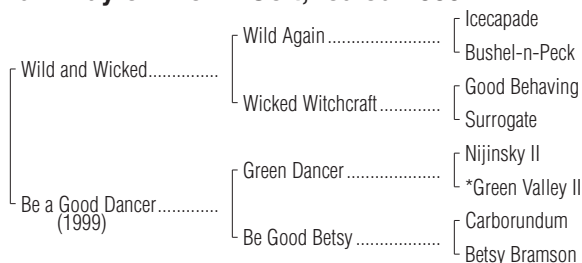 Icecapade
Wild Again
Bushel-n-Peck
Wild and Wicked
Good Behaving
Wicked Witchcraft
Surrogate
Nijinsky II
Green Dancer
*Green Valley II
Be a Good Dancer
(1999)
Carborundum
Be Good Betsy
Betsy Bramson